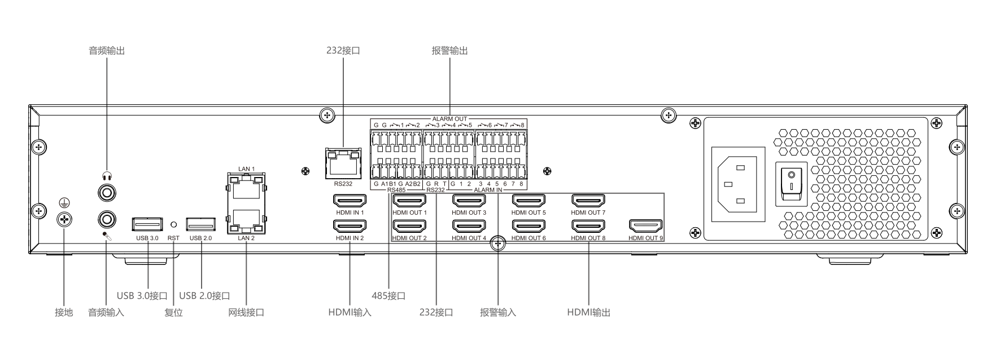 音频输出
232接口
报警输出
ALARM OUT
G G 1 2 3 4 5 6 7 8
LAN 1
RS232
G A1 B1 G A2 B2 G R T G 1 2 3 4 5 6 7 8
RS485 RS232 ALARM IN
HDMI IN 1 HDMI OUT 1 HDMI OUT 3 HDMI OUT 5 HDMI OUT 7
USB 3.0 RST USB 2.0 LAN 2 HDMI IN 2 HDMI OUT 2 HDMI OUT 4 HDMI OUT 6 HDMI OUT 8 HDMI OUT 9
USB 3.0接口 USB 2.0接口 485接口
接地 音频输入 复位 网线接口 HDMI输入 232接口 报警输入 HDMI输出